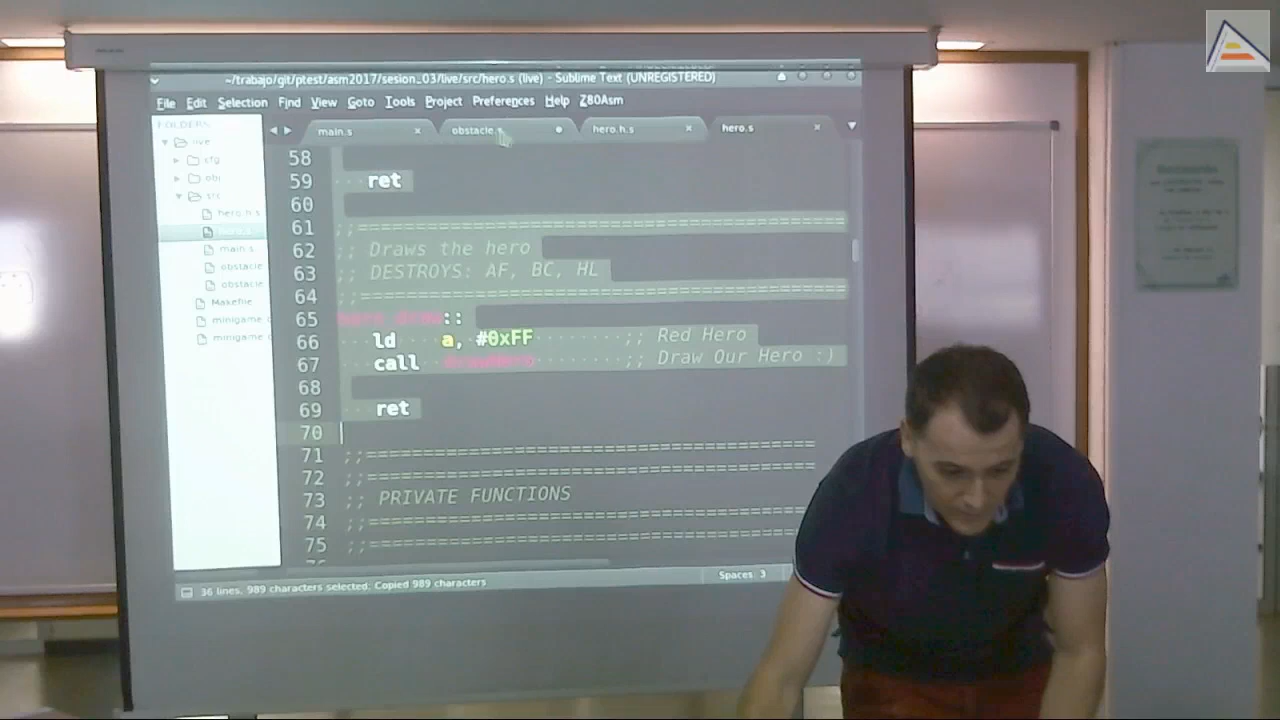 ~/trabajo/git/ptest/asm2017/sesion_03/live/src/hero.s (live) - Sublime Text (UNREGISTERED)
File Edit Selection Find View Goto Tools Project Preferences Help Z80Asm
FOLDERS
main.s × obstacle.s hero.h.s × hero.s ×
live
cfg
obj
src
hero.h.s
hero.s
main.s
obstacle
obstacle
Makefile
minigame.
minigame.
58
59 ret
60
61 ;;==================================================
62 ;; Draws the hero
63 ;; DESTROYS: AF, BC, HL
64 ;;==================================================
65 hero_draw::
66 ld a, #0xFF ;; Red Hero
67 call drawHero ;; Draw Our Hero :)
68
69 ret
70
71 ;;==================================================
72 ;;==================================================
73 ;; PRIVATE FUNCTIONS
74 ;;==================================================
75 ;;==================================================
36 lines, 989 characters selected: Copied 989 characters Spaces: 3